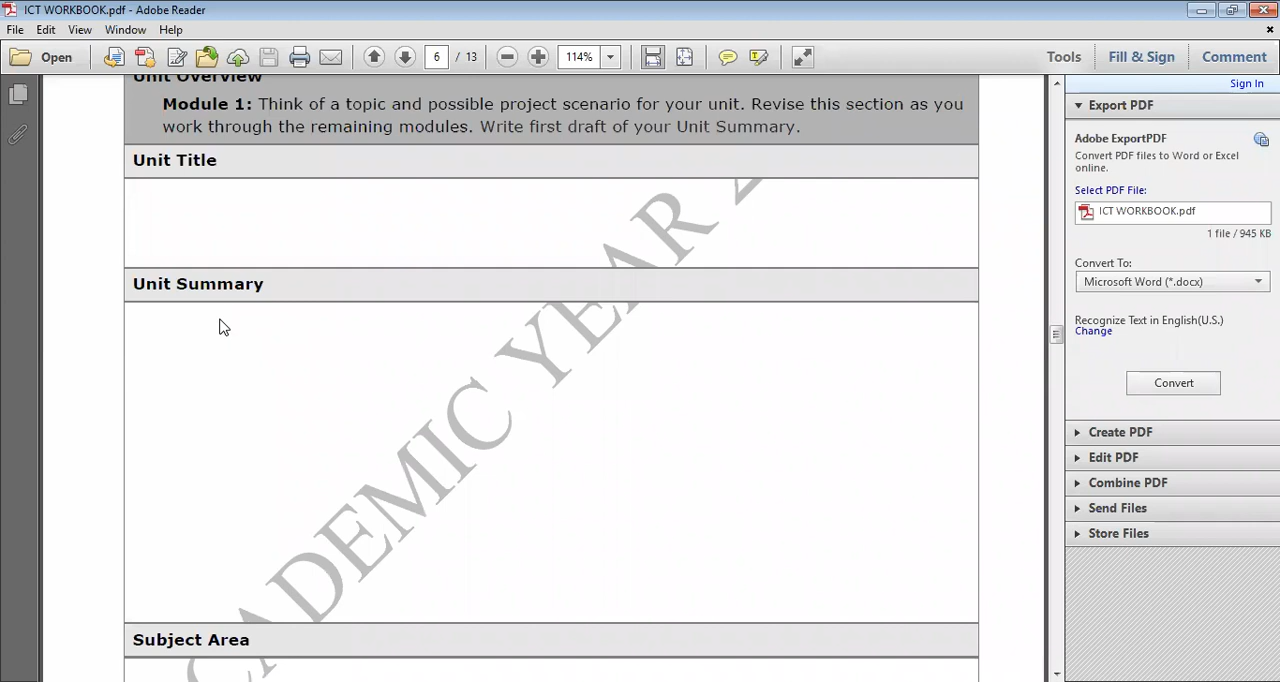 ICT WORKBOOK.pdf - Adobe Reader
File Edit View Window Help
Open 6 / 13 114% Tools Fill & Sign Comment
Sign In
Unit Overview
Module 1: Think of a topic and possible project scenario for your unit. Revise this section as you
work through the remaining modules. Write first draft of your Unit Summary.
Unit Title
Unit Summary
Subject Area
ACADEMIC YEAR 2
Export PDF
Adobe ExportPDF
Convert PDF files to Word or Excel
online.
Select PDF File:
ICT WORKBOOK.pdf
1 file / 945 KB
Convert To:
Microsoft Word (*.docx)
Recognize Text in English(U.S.)
Change
Convert
Create PDF
Edit PDF
Combine PDF
Send Files
Store Files